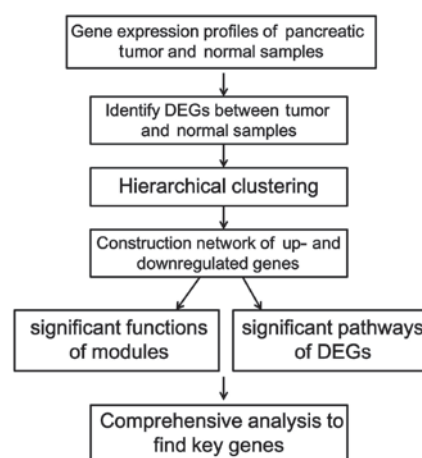 Gene expression profiles of pancreatic
tumor and normal samples
Identify DEGs between tumor
and normal samples
Hierarchical clustering
Construction network of up- and
downregulated genes
significant functions
of modules
significant pathways
of DEGs
Comprehensive analysis to
find key genes